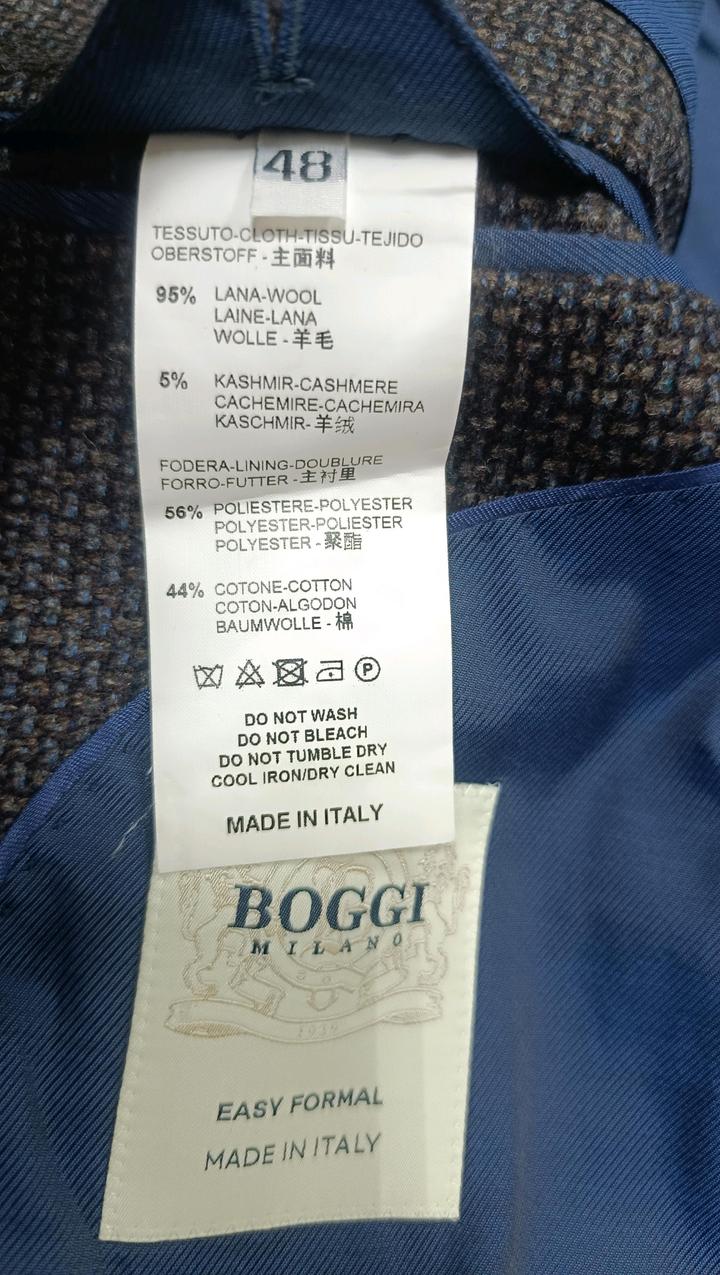 48
TESSUTO-CLOTH-TISSU-TEJIDO
OBERSTOFF - 主面料
95% LANA-WOOL
LAINE-LANA
WOLLE - 羊毛
5% KASHMIR-CASHMERE
CACHEMIRE-CACHEMIRA
KASCHMIR- 羊绒
FODERA-LINING-DOUBLURE
FORRO-FUTTER - 主衬里
56% POLIESTERE-POLYESTER
POLYESTER-POLIESTER
POLYESTER - 聚酯
44% COTONE-COTTON
COTON-ALGODON
BAUMWOLLE - 棉
P
DO NOT WASH
DO NOT BLEACH
DO NOT TUMBLE DRY
COOL IRON/DRY CLEAN
MADE IN ITALY
BOGGI
MILANO
1939
EASY FORMAL
MADE IN ITALY